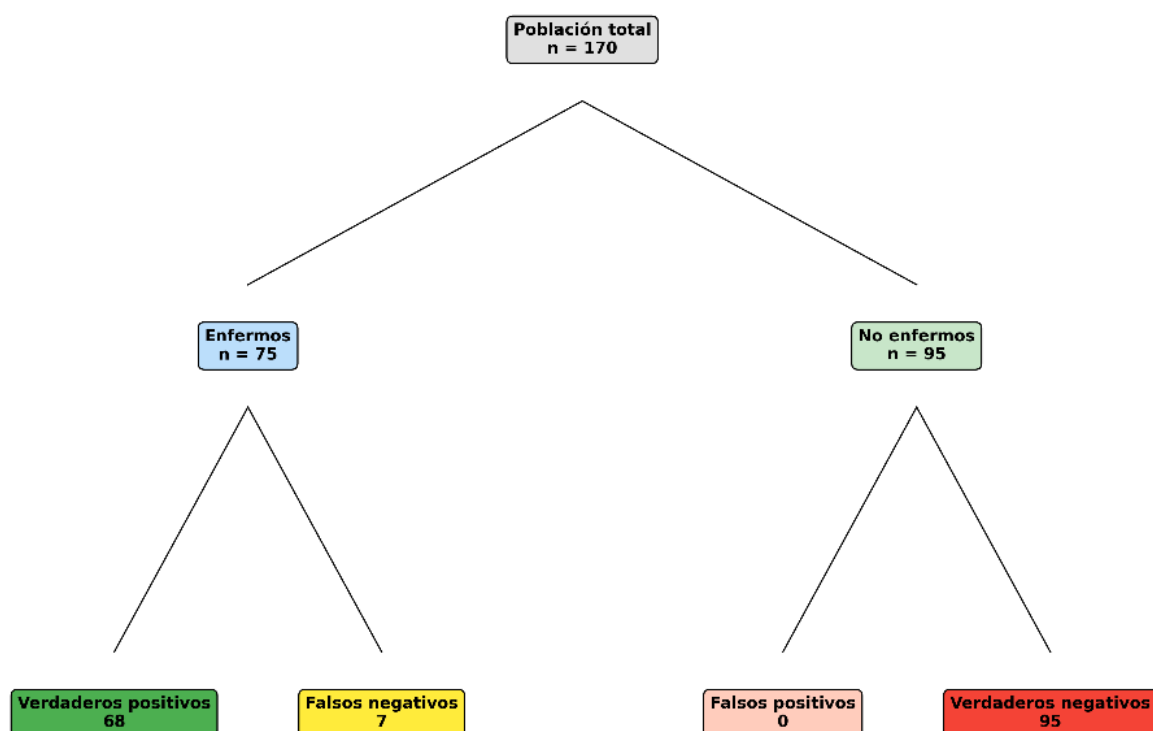 Población total
n = 170
Enfermos
n = 75
No enfermos
n = 95
Verdaderos positivos
68
Falsos negativos
7
Falsos positivos
0
Verdaderos negativos
95